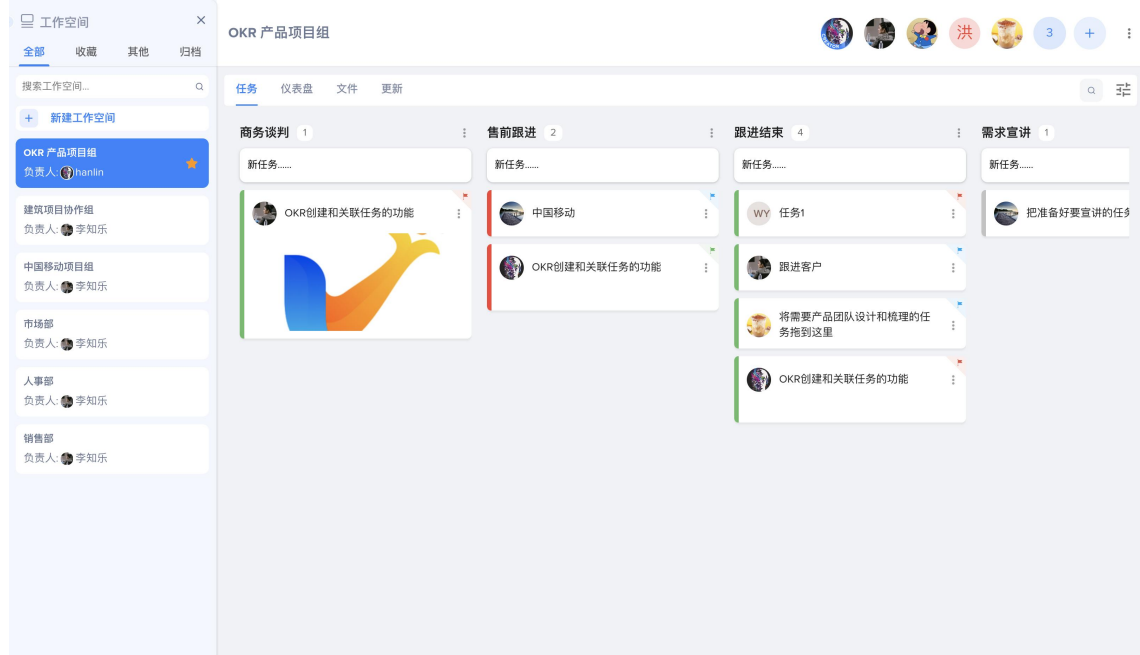 工作空间
全部 收藏 其他 归档
搜索工作空间...
新建工作空间
OKR 产品项目组
负责人: hanlin
建筑项目协作组
负责人: 李知乐
中国移动项目组
负责人: 李知乐
市场部
负责人: 李知乐
人事部
负责人: 李知乐
销售部
负责人: 李知乐
OKR 产品项目组
洪
3
+
任务 仪表盘 文件 更新
商务谈判 1
新任务......
OKR创建和关联任务的功能
售前跟进 2
新任务......
中国移动
OKR创建和关联任务的功能
跟进结束 4
新任务......
WY 任务1
跟进客户
将需要产品团队设计和梳理的任
务拖到这里
OKR创建和关联任务的功能
需求宣讲 1
新任务......
把准备好要宣讲的任